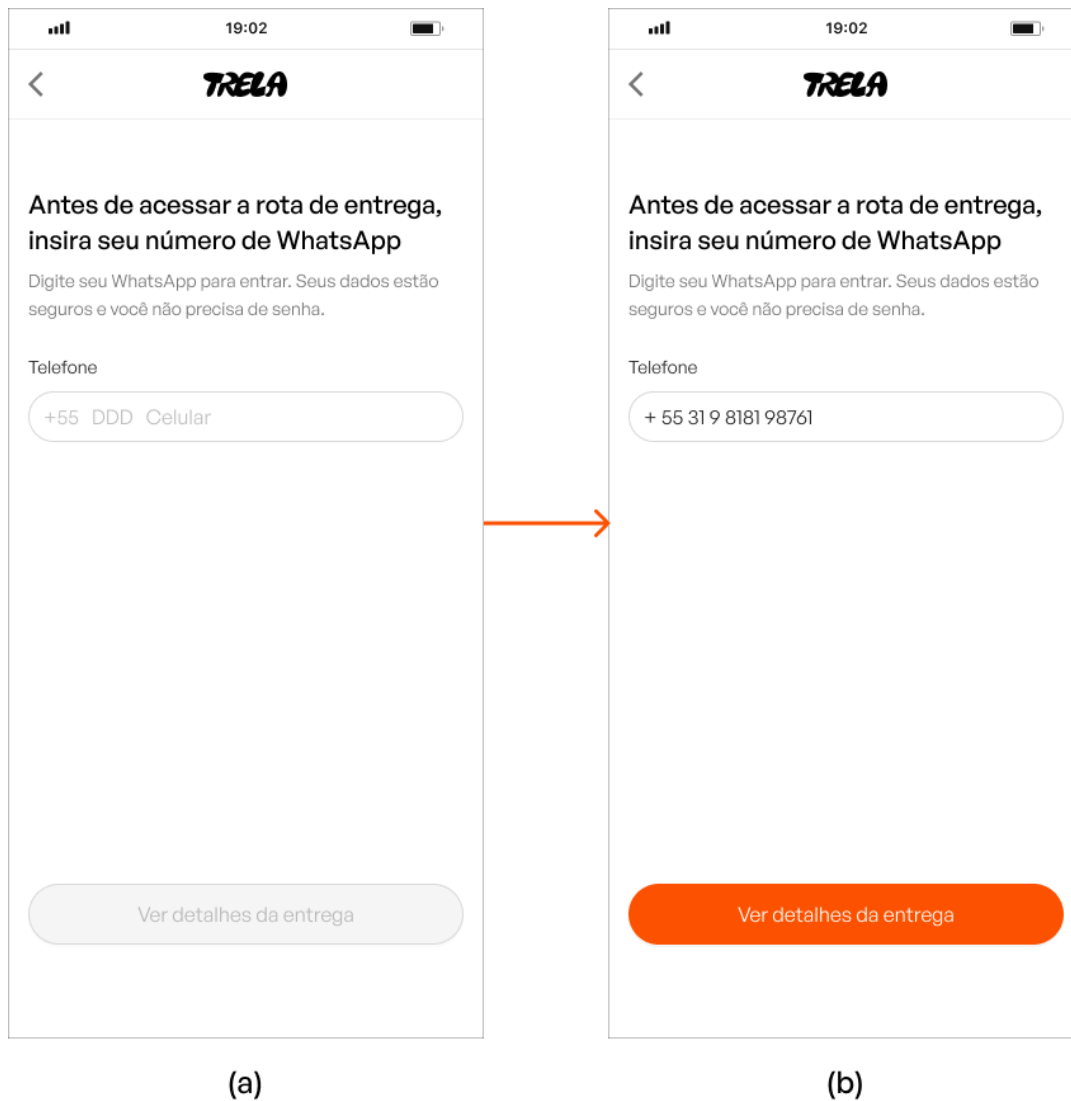 19:02
TRELA
Antes de acessar a rota de entrega,
insira seu número de WhatsApp
Digite seu WhatsApp para entrar. Seus dados estão
seguros e você não precisa de senha.
Telefone
+55 DDD Celular
Ver detalhes da entrega
(a)
19:02
TRELA
Antes de acessar a rota de entrega,
insira seu número de WhatsApp
Digite seu WhatsApp para entrar. Seus dados estão
seguros e você não precisa de senha.
Telefone
+ 55 31 9 8181 98761
Ver detalhes da entrega
(b)